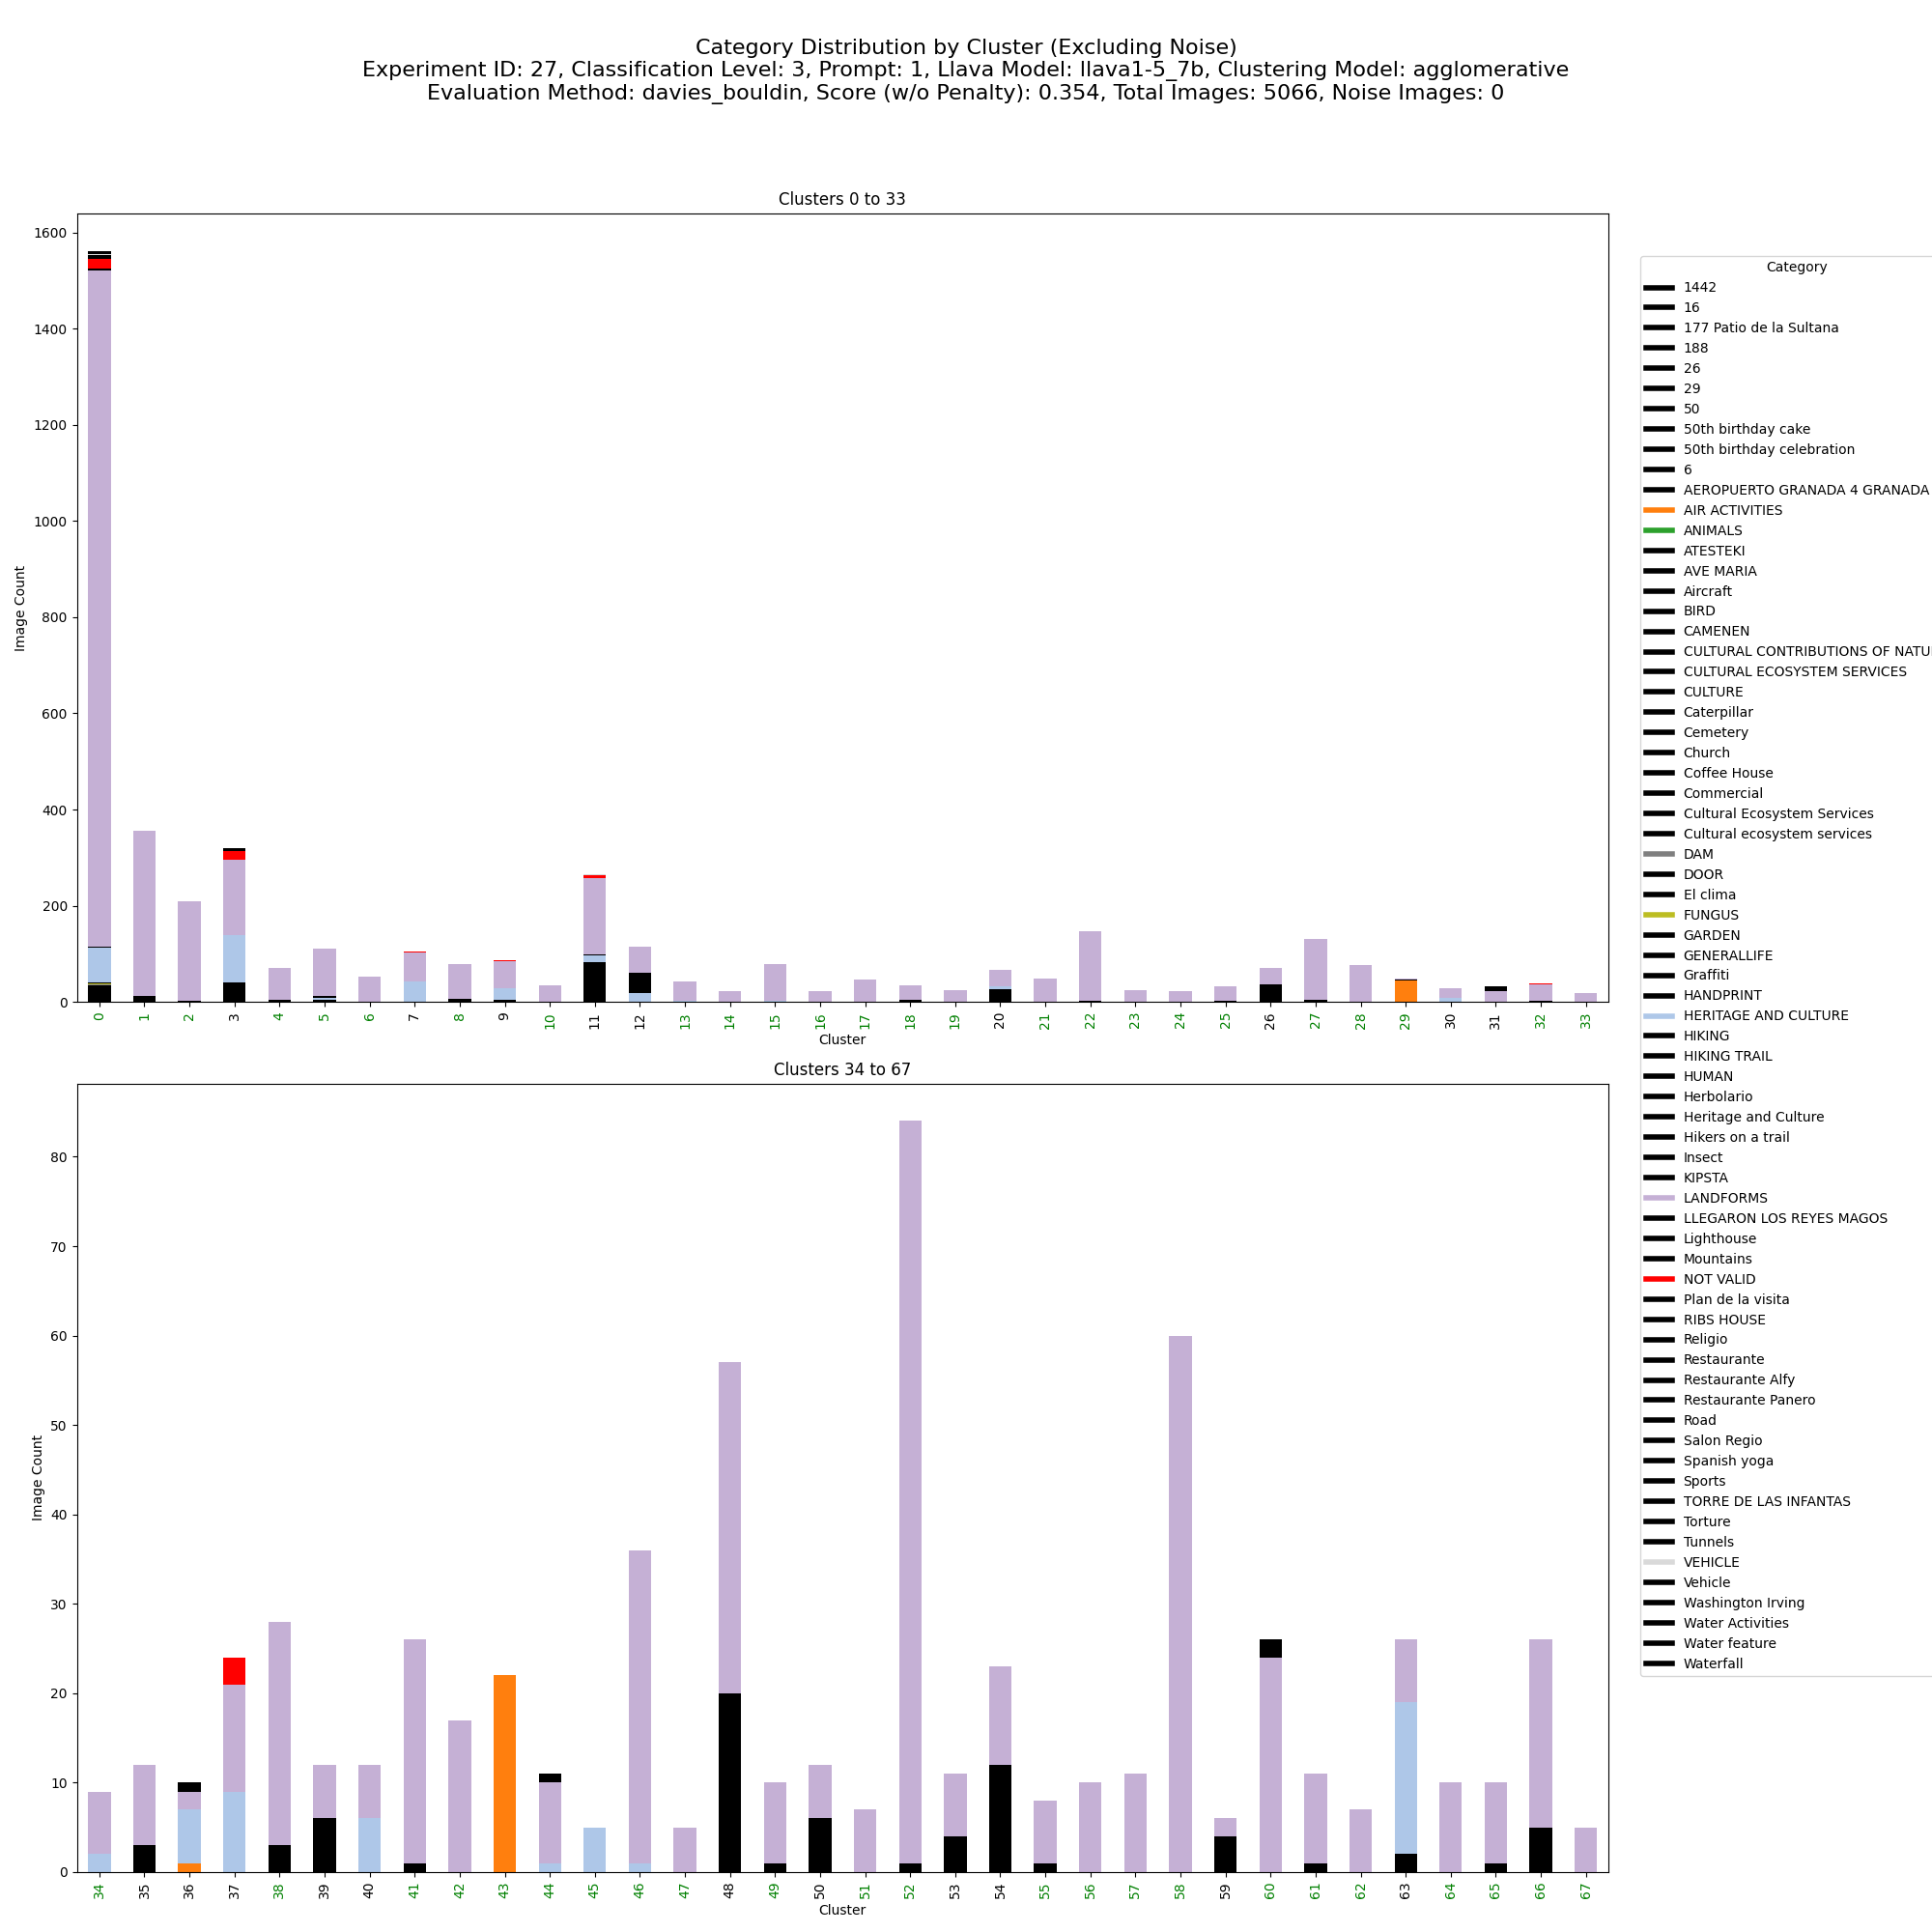 Category Distribution by Cluster (Excluding Noise)
Experiment ID: 27, Classification Level: 3, Prompt: 1, Llava Model: llava1-5_7b, Clustering Model: agglomerative
Evaluation Method: davies_bouldin, Score (w/o Penalty): 0.354, Total Images: 5066, Noise Images: 0
Clusters 0 to 33
1600
1400
1200
1000
800
600
400
200
0
Image Count
0 1 2 3 4 5 6 7 8 9 10 11 12 13 14 15 16 17 18 19 20 21 22 23 24 25 26 27 28 29 30 31 32 33
Cluster
Clusters 34 to 67
80
70
60
50
40
30
20
10
0
Image Count
34 35 36 37 38 39 40 41 42 43 44 45 46 47 48 49 50 51 52 53 54 55 56 57 58 59 60 61 62 63 64 65 66 67
Cluster
Category
1442
16
177 Patio de la Sultana
188
26
29
50
50th birthday cake
50th birthday celebration
6
AEROPUERTO GRANADA 4 GRANADA
AIR ACTIVITIES
ANIMALS
ATESTEKI
AVE MARIA
Aircraft
BIRD
CAMENEN
CULTURAL CONTRIBUTIONS OF NATU
CULTURAL ECOSYSTEM SERVICES
CULTURE
Caterpillar
Cemetery
Church
Coffee House
Commercial
Cultural Ecosystem Services
Cultural ecosystem services
DAM
DOOR
El clima
FUNGUS
GARDEN
GENERALLIFE
Graffiti
HANDPRINT
HERITAGE AND CULTURE
HIKING
HIKING TRAIL
HUMAN
Herbolario
Heritage and Culture
Hikers on a trail
Insect
KIPSTA
LANDFORMS
LLEGARON LOS REYES MAGOS
Lighthouse
Mountains
NOT VALID
Plan de la visita
RIBS HOUSE
Religio
Restaurante
Restaurante Alfy
Restaurante Panero
Road
Salon Regio
Spanish yoga
Sports
TORRE DE LAS INFANTAS
Torture
Tunnels
VEHICLE
Vehicle
Washington Irving
Water Activities
Water feature
Waterfall